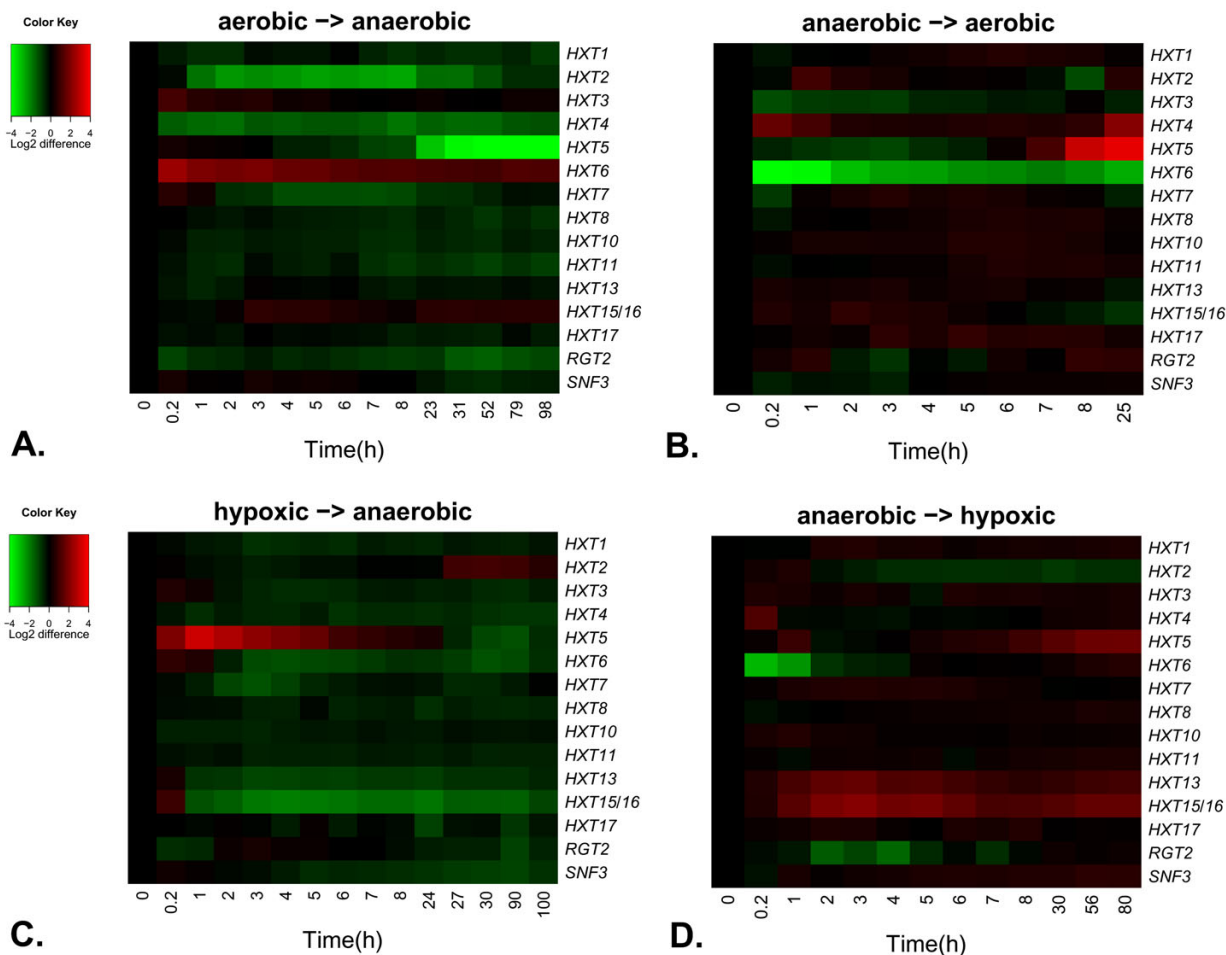 Color Key
−4 −2 0 2 4
Log2 difference
aerobic −> anaerobic
HXT1
HXT2
HXT3
HXT4
HXT5
HXT6
HXT7
HXT8
HXT10
HXT11
HXT13
HXT15/16
HXT17
RGT2
SNF3
0 0.2 1 2 3 4 5 6 7 8 23 31 52 79 98
Time(h)
A.
anaerobic −> aerobic
HXT1
HXT2
HXT3
HXT4
HXT5
HXT6
HXT7
HXT8
HXT10
HXT11
HXT13
HXT15/16
HXT17
RGT2
SNF3
0 0.2 1 2 3 4 5 6 7 8 25
Time(h)
B.
Color Key
−4 −2 0 2 4
Log2 difference
hypoxic −> anaerobic
HXT1
HXT2
HXT3
HXT4
HXT5
HXT6
HXT7
HXT8
HXT10
HXT11
HXT13
HXT15/16
HXT17
RGT2
SNF3
0 0.2 1 2 3 4 5 6 7 8 24 27 30 90 100
Time(h)
C.
anaerobic −> hypoxic
HXT1
HXT2
HXT3
HXT4
HXT5
HXT6
HXT7
HXT8
HXT10
HXT11
HXT13
HXT15/16
HXT17
RGT2
SNF3
0 0.2 1 2 3 4 5 6 7 8 30 56 80
Time(h)
D.